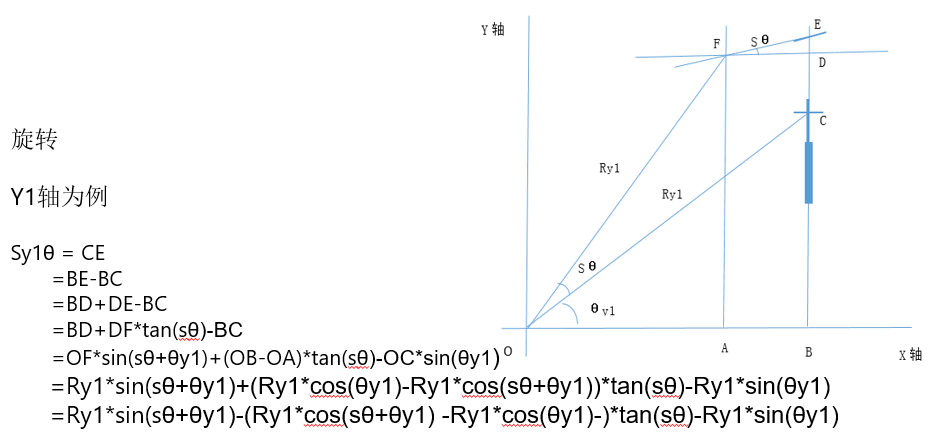 旋转
Y1轴为例
Sy1θ = CE
=BE-BC
=BD+DE-BC
=BD+DF*tan(sθ)-BC
=OF*sin(sθ+θy1)+(OB-OA)*tan(sθ)-OC*sin(θy1)
=Ry1*sin(sθ+θy1)+(Ry1*cos(θy1)-Ry1*cos(sθ+θy1))*tan(sθ)-Ry1*sin(θy1)
=Ry1*sin(sθ+θy1)-(Ry1*cos(sθ+θy1) -Ry1*cos(θy1)-)*tan(sθ)-Ry1*sin(θy1)
Y 轴
E
F
S θ
D
C
Ry1
Ry1
S θ
θ y1
O
A
B
X 轴